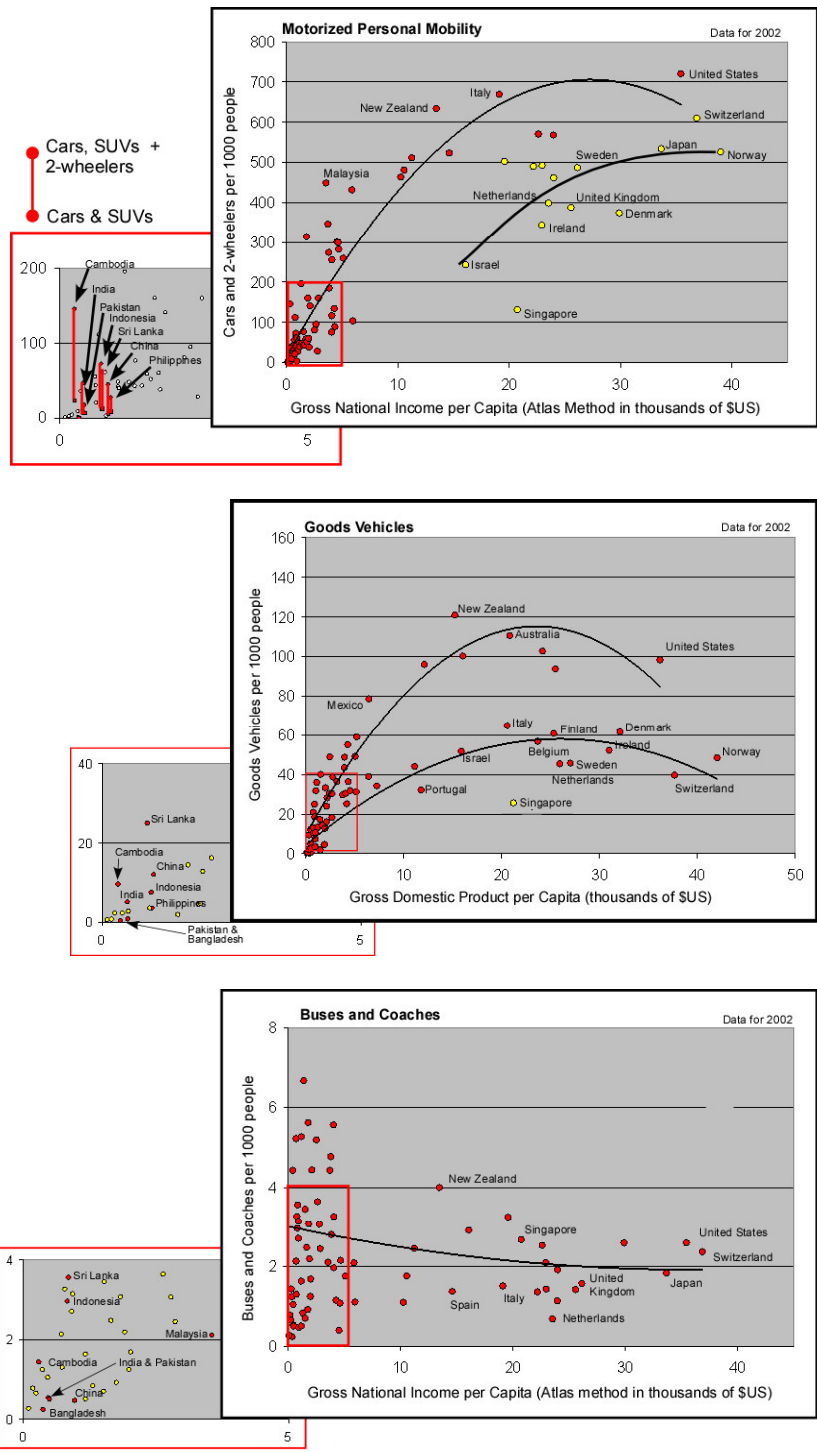 Motorized Personal Mobility
Data for 2002
800
700
600
500
400
300
200
100
0
Cars and 2-wheelers per 1000 people
United States
Italy
New Zealand
Switzerland
Malaysia
Sweden
Japan
Norway
Netherlands
United Kingdom
Denmark
Ireland
Israel
Singapore
0 10 20 30 40
Gross National Income per Capita (Atlas Method in thousands of $US)
Cars, SUVs +
2-wheelers
Cars & SUVs
200
100
0
Cambodia
India
Pakistan
Indonesia
Sri Lanka
China
Philippines
0 5
Goods Vehicles
Data for 2002
160
140
120
100
80
60
40
20
0
Goods Vehicles per 1000 people
New Zealand
Australia
United States
Mexico
Italy
Finland
Denmark
Israel
Belgium
Ireland
Norway
Sweden
Netherlands
Portugal
Switzerland
Singapore
0 10 20 30 40 50
Gross Domestic Product per Capita (thousands of $US)
40
20
0
Sri Lanka
Cambodia
China
India
Indonesia
Philippines
Pakistan &
Bangladesh
0 5
Buses and Coaches
Data for 2002
8
6
4
2
0
Buses and Coaches per 1000 people
New Zealand
Singapore
United States
Switzerland
United
Kingdom
Japan
Spain
Italy
Netherlands
0 10 20 30 40
Gross National Income per Capita (Atlas method in thousands of $US)
4
2
0
Sri Lanka
Indonesia
Malaysia
Cambodia
India & Pakistan
China
Bangladesh
0 5